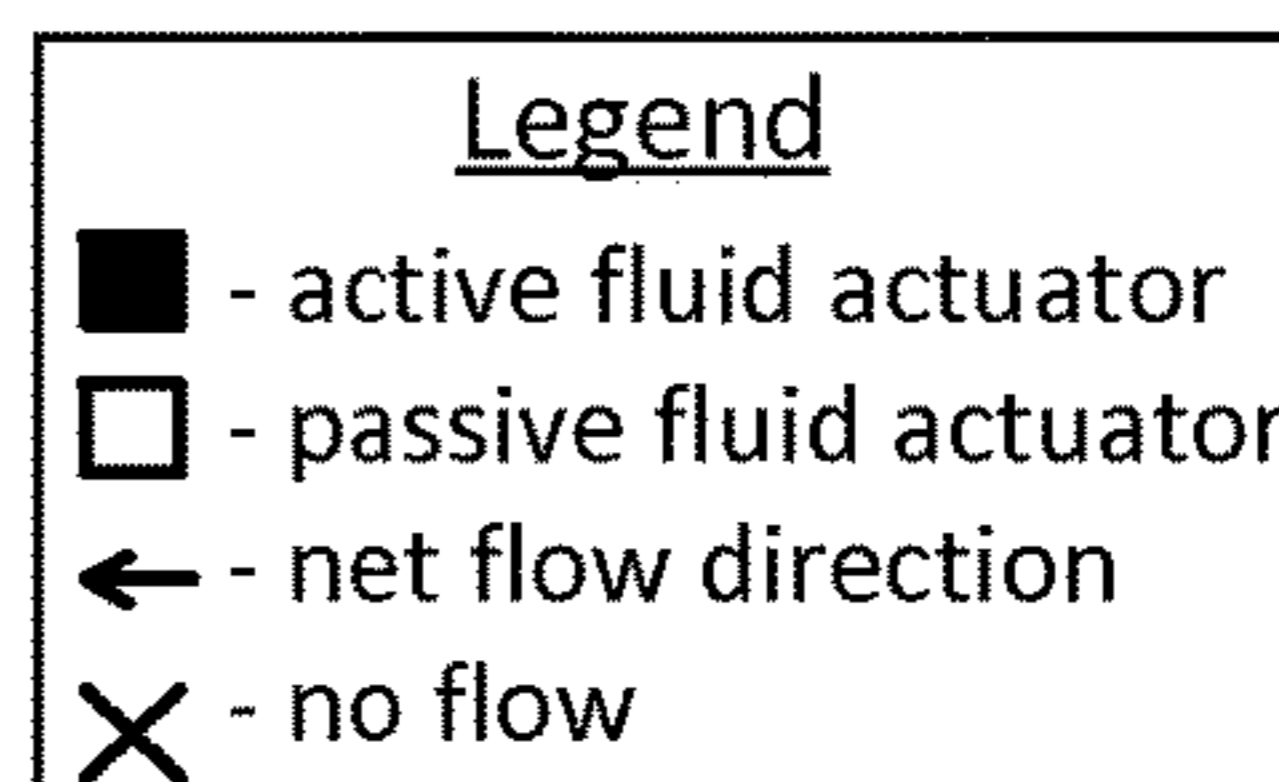 Legend
- active fluid actuator
- passive fluid actuator
- net flow direction
- no flow